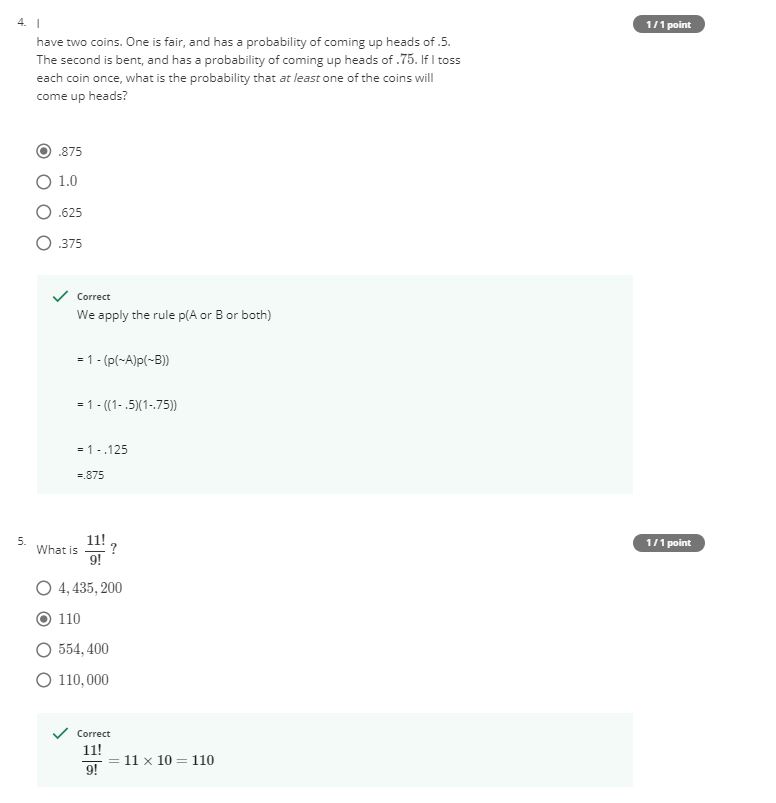 4. I
1 / 1 point
have two coins. One is fair, and has a probability of coming up heads of .5.
The second is bent, and has a probability of coming up heads of .75. If I toss
each coin once, what is the probability that at least one of the coins will
come up heads?
.875
1.0
.625
.375
Correct
We apply the rule p(A or B or both)
= 1 - (p(~A)p(~B))
= 1 - ((1- .5)(1-.75))
= 1 - .125
=.875
5. What is 11!/9! ?
1 / 1 point
4, 435, 200
110
554, 400
110, 000
Correct
11!/9! = 11 × 10 = 110